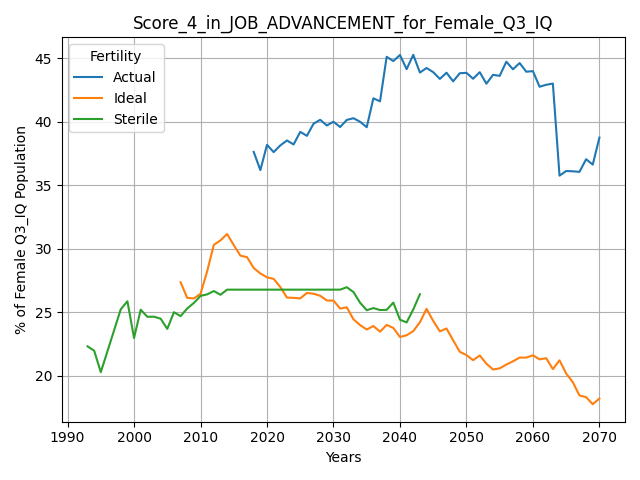 Score_4_in_JOB_ADVANCEMENT_for_Female_Q3_IQ
Fertility
Actual
Ideal
Sterile
% of Female Q3_IQ Population
45
40
35
30
25
20
1990 2000 2010 2020 2030 2040 2050 2060 2070
Years